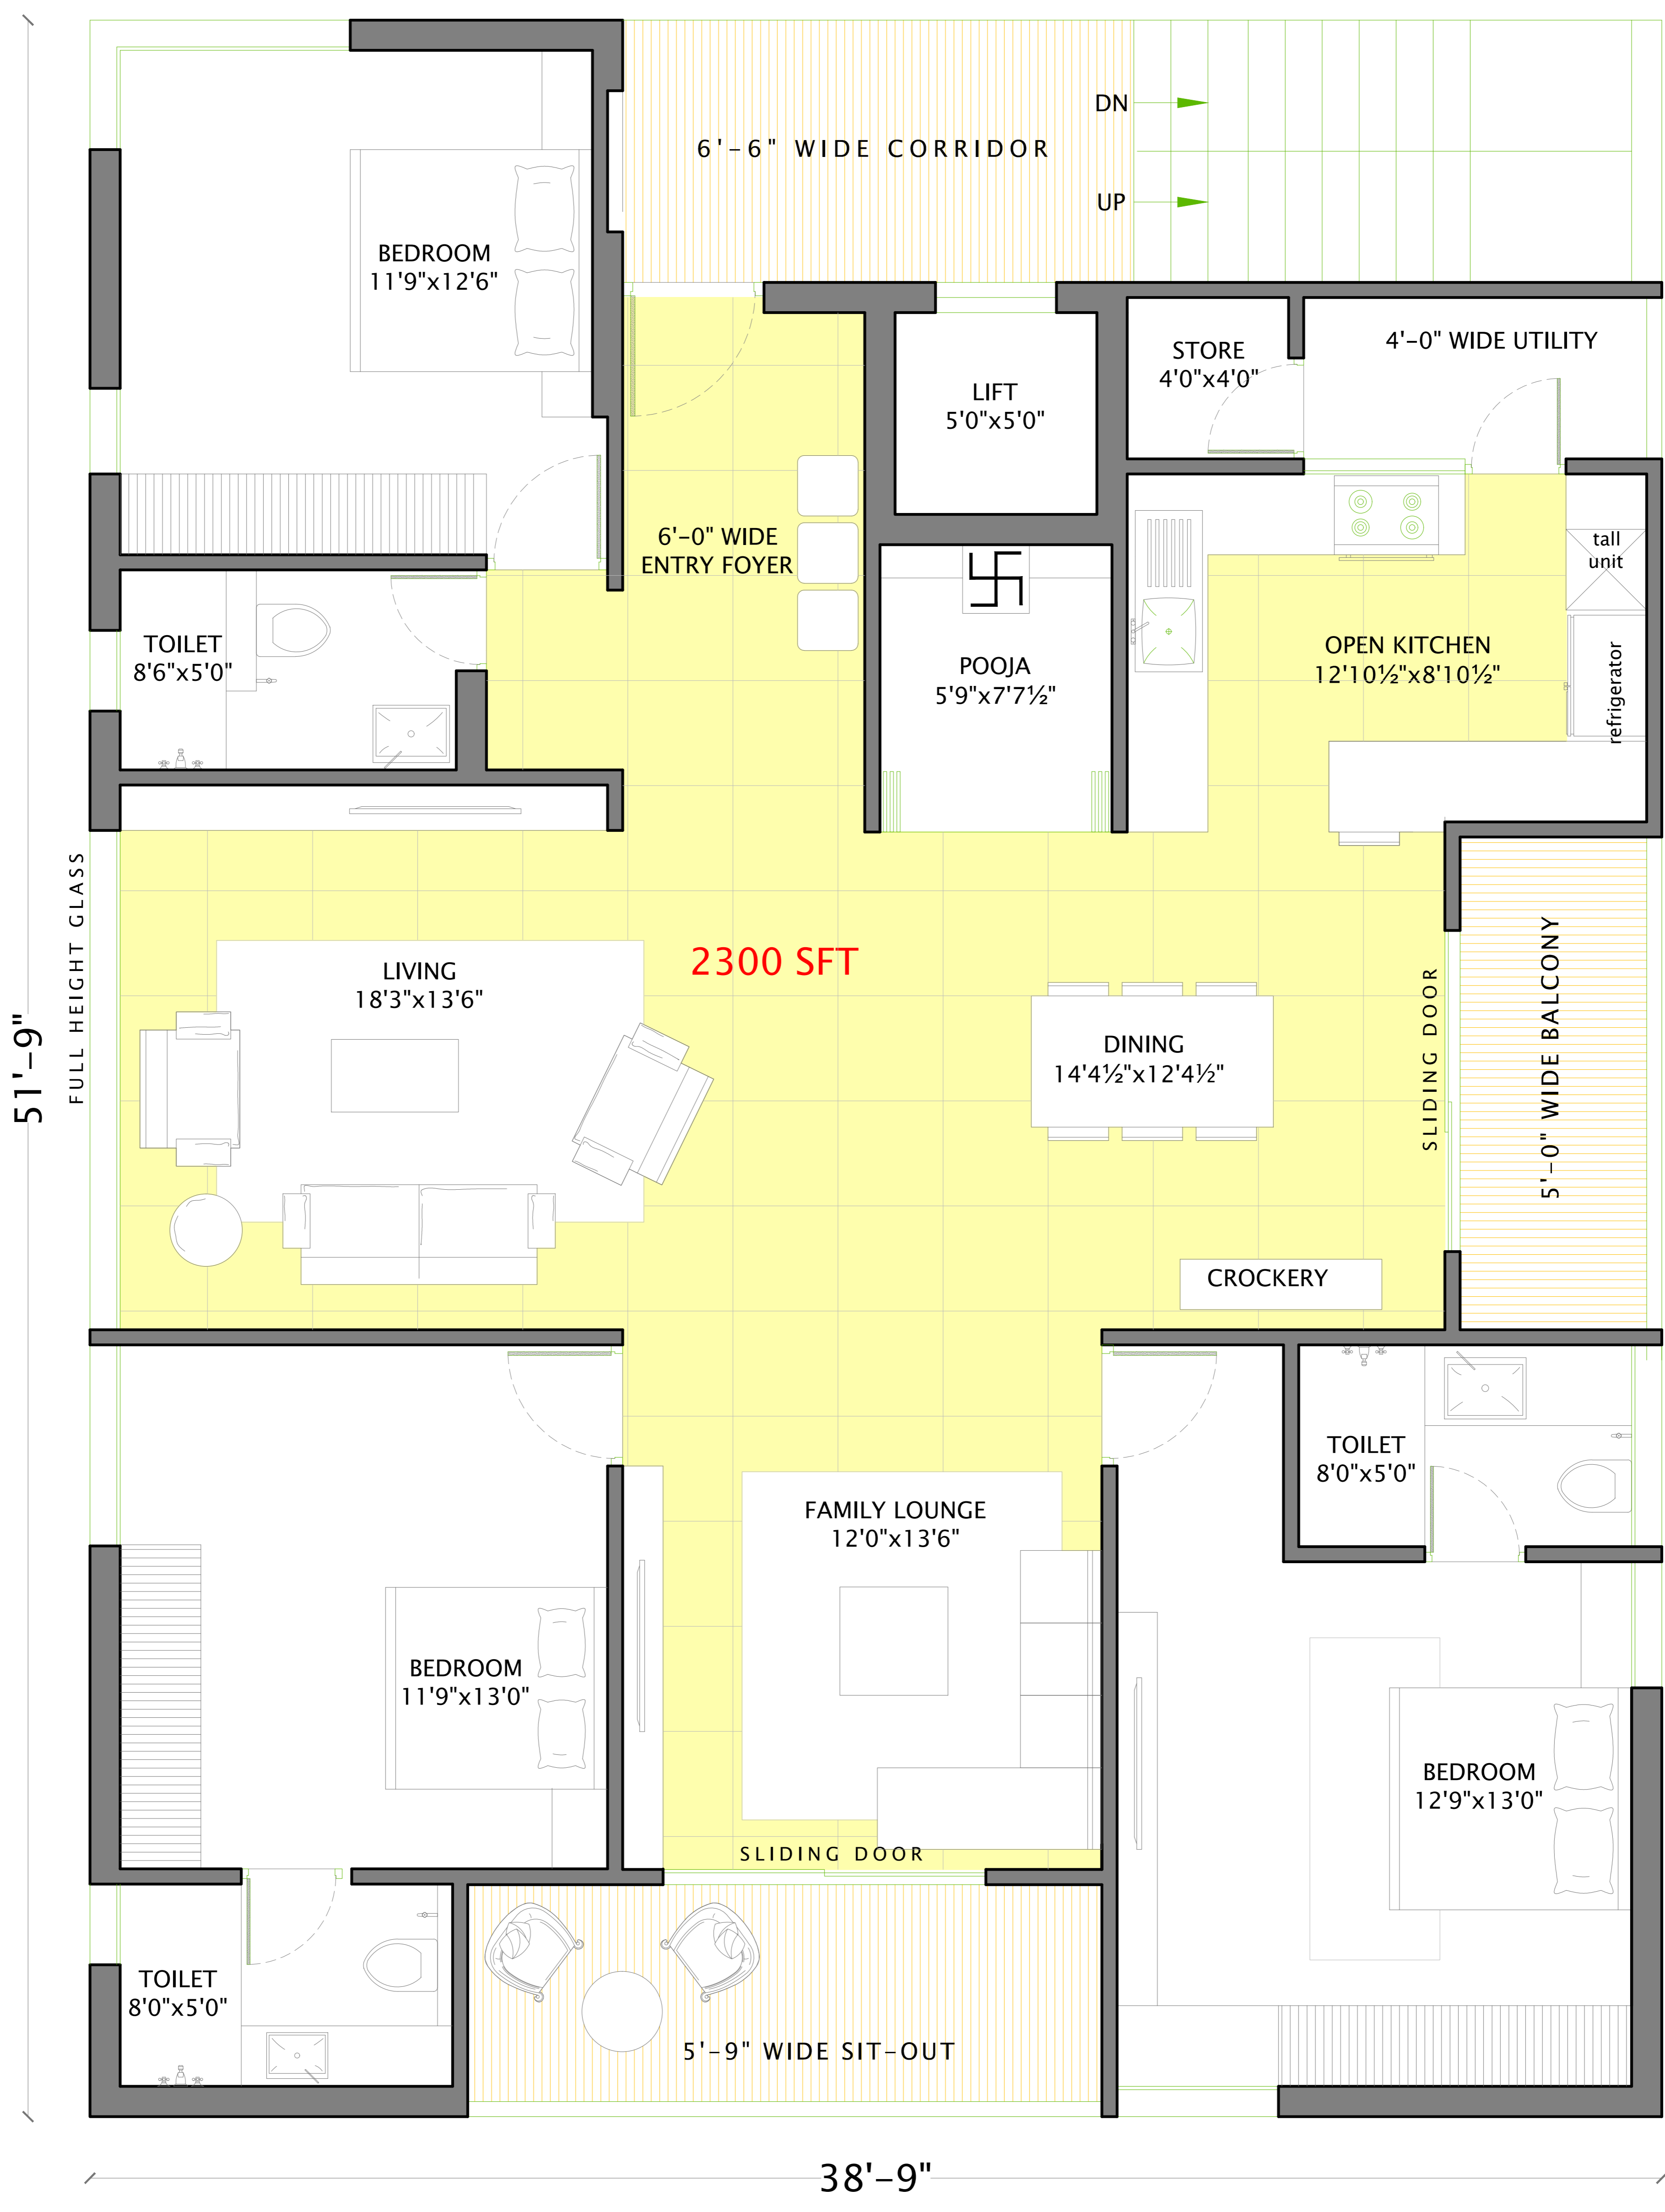 DN
6'-6" WIDE CORRIDOR
UP
BEDROOM
11'9"x12'6"
4'-0" WIDE UTILITY
STORE
4'0"x4'0"
LIFT
5'0"x5'0"
6'-0" WIDE
ENTRY FOYER
tall
unit
TOILET
8'6"x5'0"
POOJA
5'9"x7'7½"
OPEN KITCHEN
12'10½"x8'10½"
refrigerator
FULL HEIGHT GLASS
2300 SFT
LIVING
18'3"x13'6"
DINING
14'4½"x12'4½"
SLIDING DOOR
5'-0" WIDE BALCONY
51'-9"
CROCKERY
TOILET
8'0"x5'0"
FAMILY LOUNGE
12'0"x13'6"
BEDROOM
11'9"x13'0"
BEDROOM
12'9"x13'0"
SLIDING DOOR
TOILET
8'0"x5'0"
5'-9" WIDE SIT-OUT
38'-9"